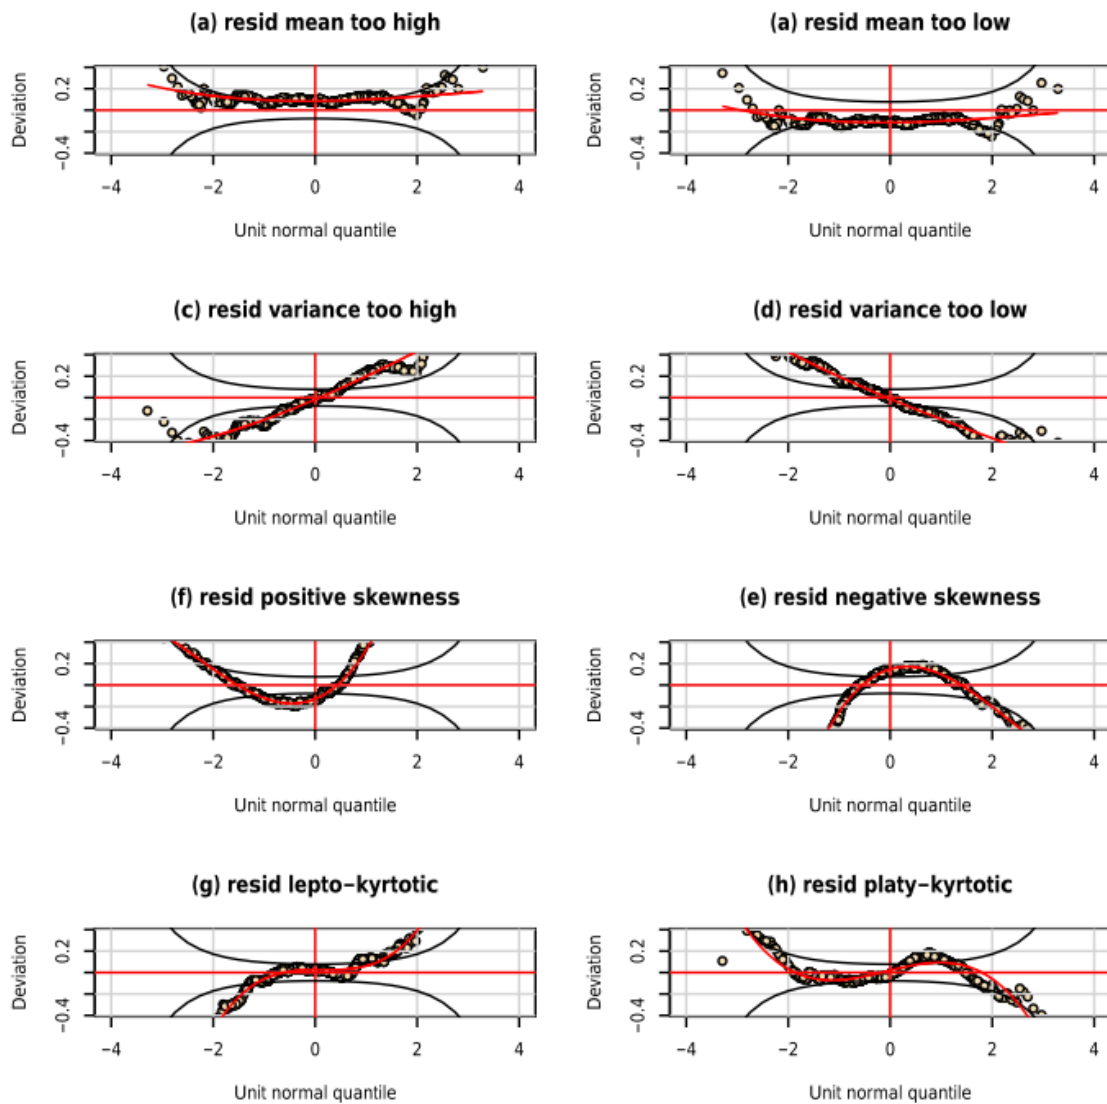 (a) resid mean too high
Deviation
0.2
−0.4
−4 −2 0 2 4
Unit normal quantile
(a) resid mean too low
Deviation
0.2
−0.4
−4 −2 0 2 4
Unit normal quantile
(c) resid variance too high
Deviation
0.2
−0.4
−4 −2 0 2 4
Unit normal quantile
(d) resid variance too low
Deviation
0.2
−0.4
−4 −2 0 2 4
Unit normal quantile
(f) resid positive skewness
Deviation
0.2
−0.4
−4 −2 0 2 4
Unit normal quantile
(e) resid negative skewness
Deviation
0.2
−0.4
−4 −2 0 2 4
Unit normal quantile
(g) resid lepto−kyrtotic
Deviation
0.2
−0.4
−4 −2 0 2 4
Unit normal quantile
(h) resid platy−kyrtotic
Deviation
0.2
−0.4
−4 −2 0 2 4
Unit normal quantile